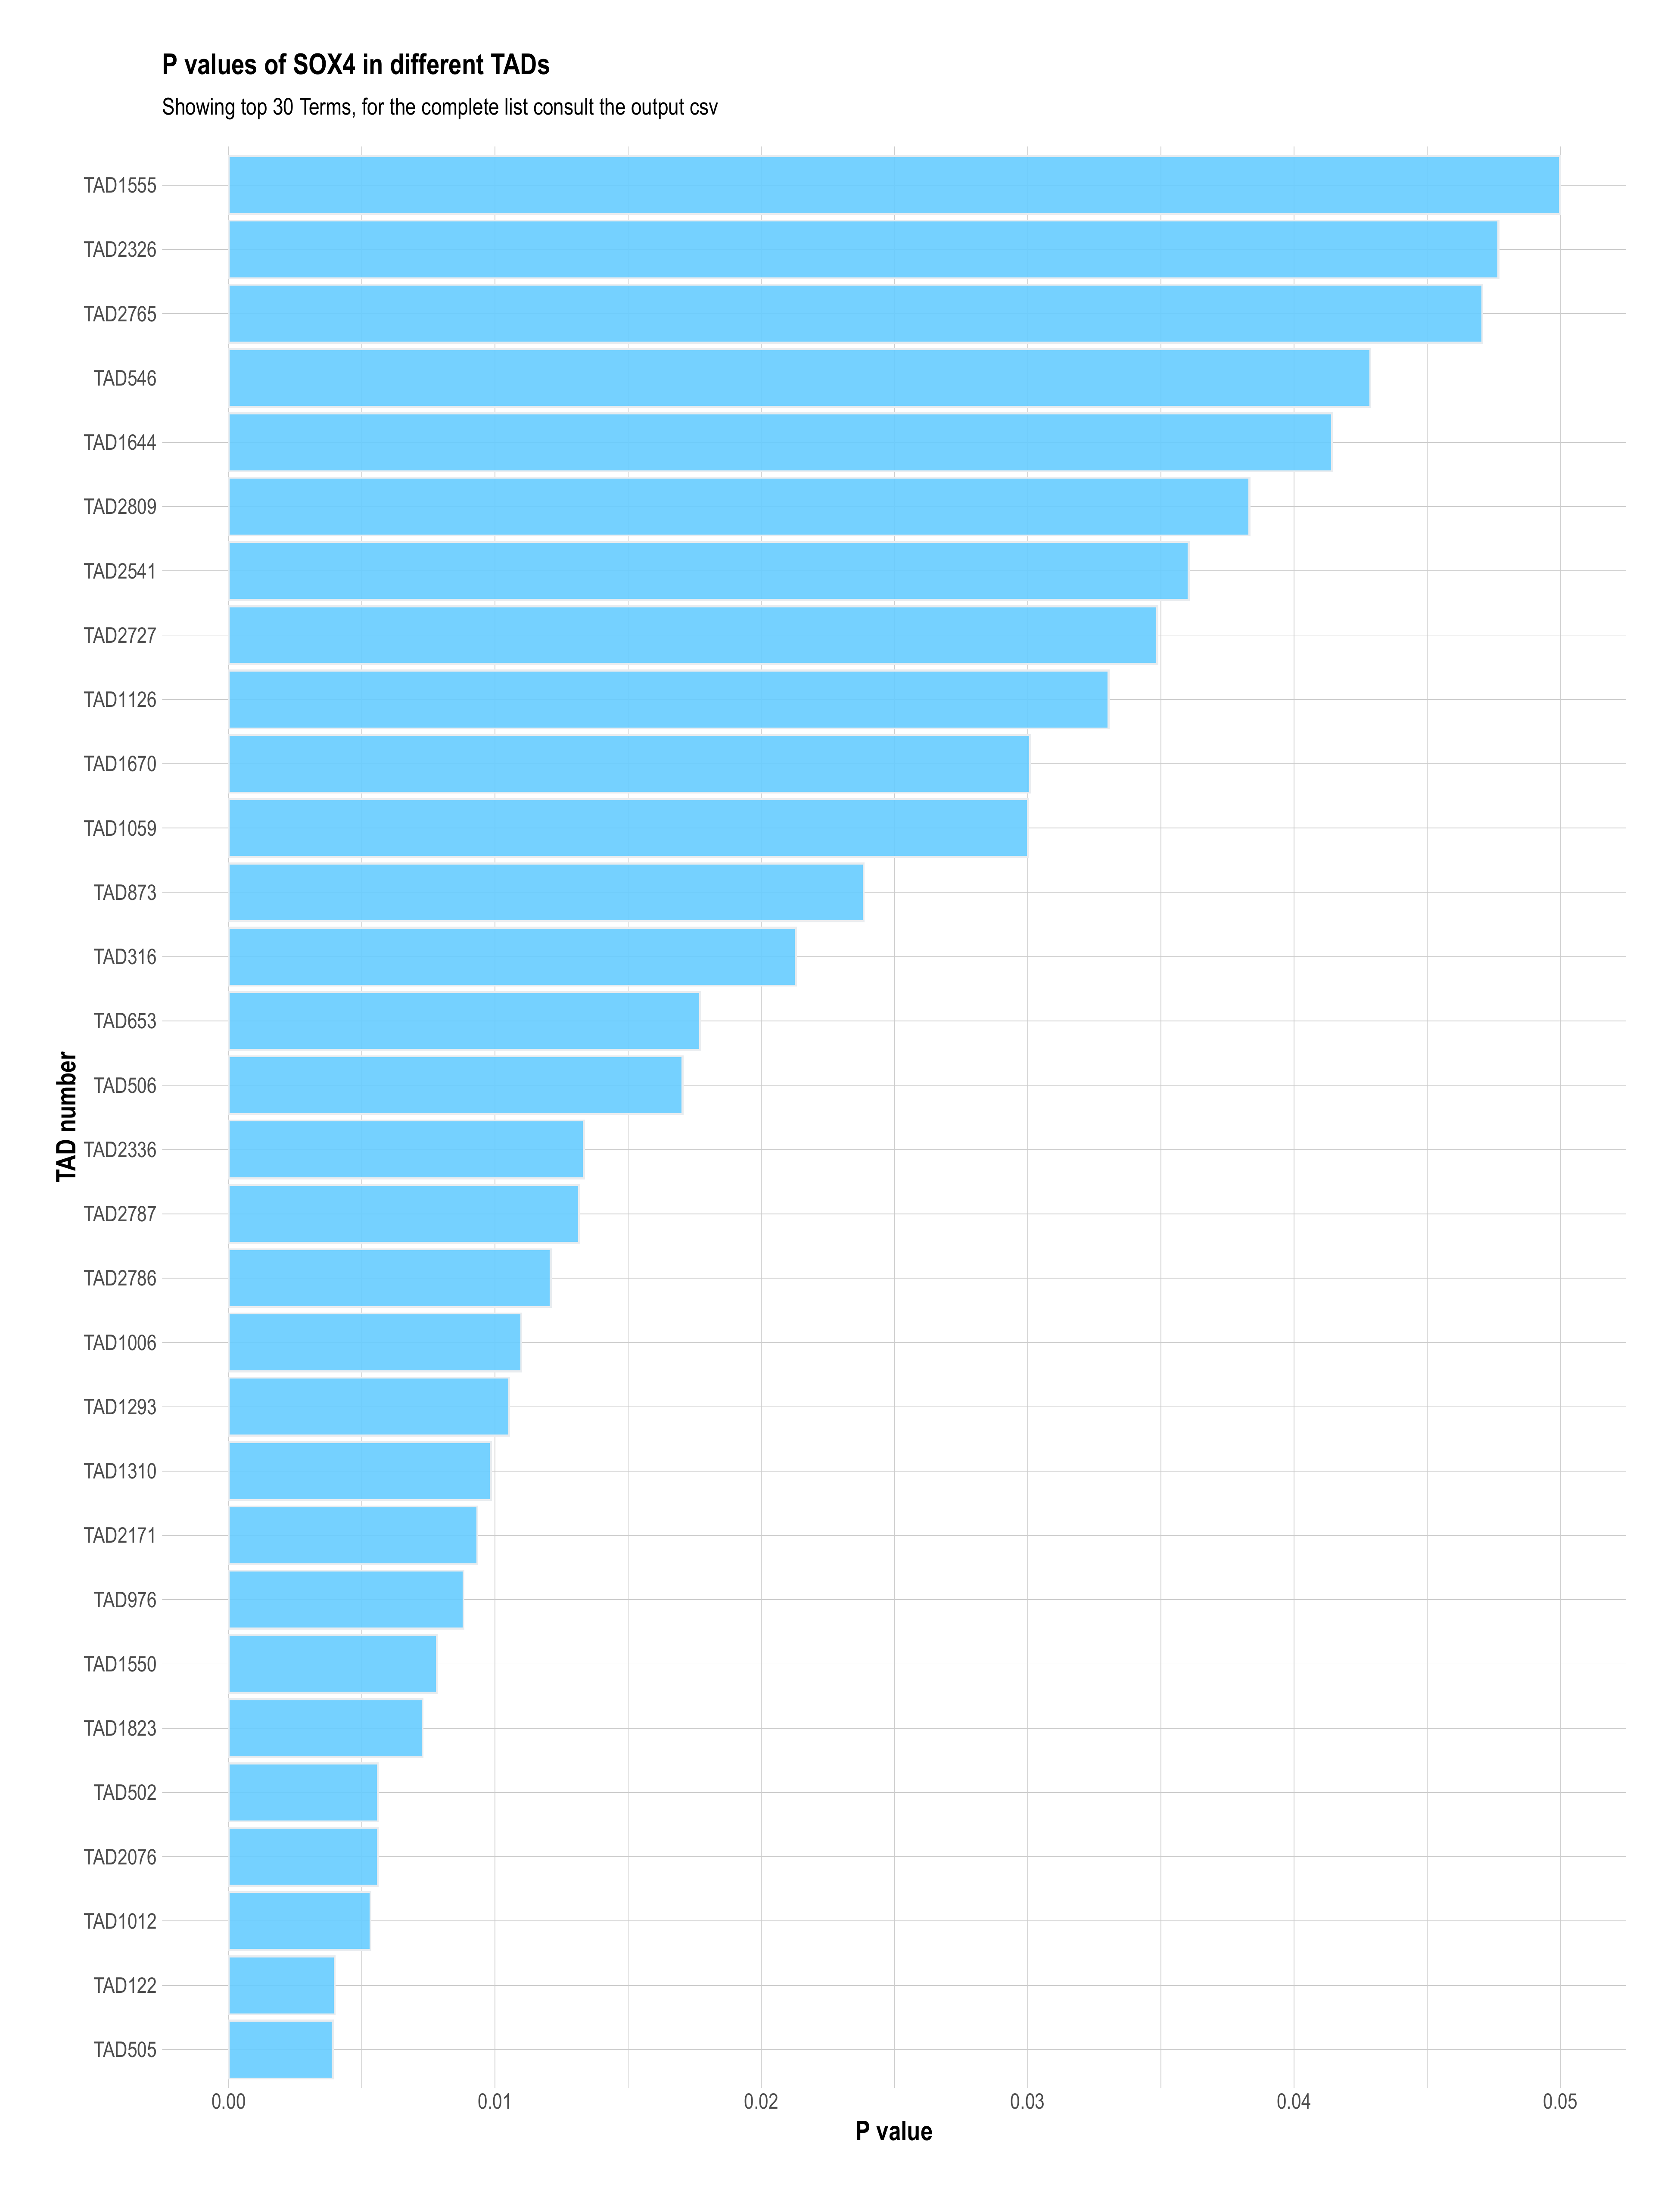 P values of SOX4 in different TADs
Showing top 30 Terms, for the complete list consult the output csv
TAD1555
TAD2326
TAD2765
TAD546
TAD1644
TAD2809
TAD2541
TAD2727
TAD1126
TAD1670
TAD1059
TAD873
TAD316
TAD653
TAD506
TAD2336
TAD2787
TAD2786
TAD1006
TAD1293
TAD1310
TAD2171
TAD976
TAD1550
TAD1823
TAD502
TAD2076
TAD1012
TAD122
TAD505
TAD number
0.00 0.01 0.02 0.03 0.04 0.05
P value